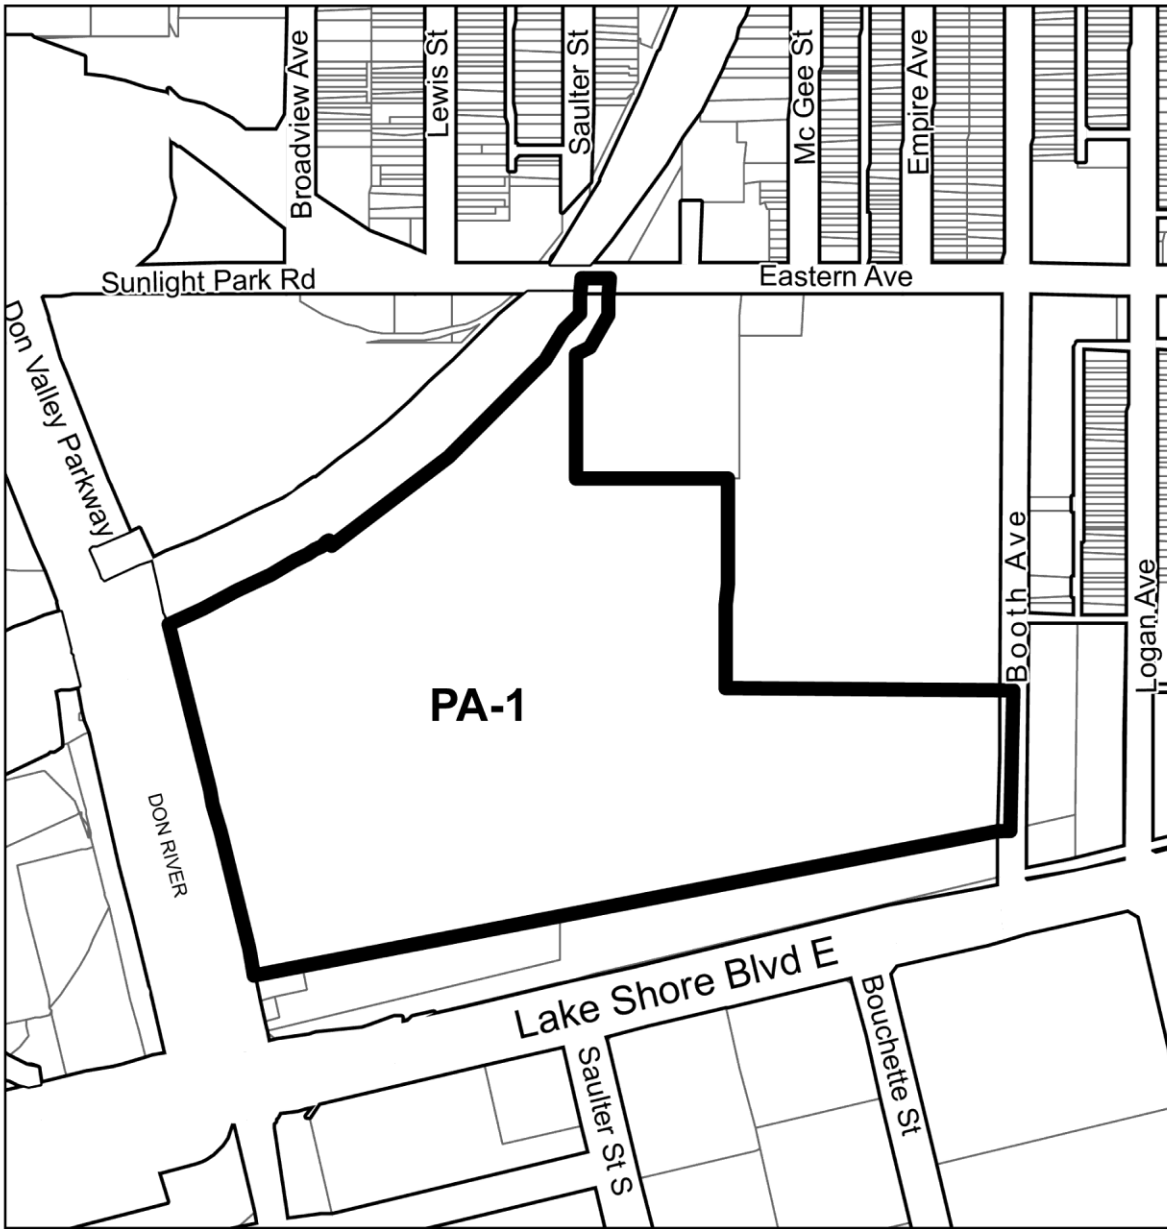 Broadview Ave
Lewis St
Saulter St
Mc Gee St
Empire Ave
Sunlight Park Rd
Eastern Ave
Don Valley Parkway
Booth Ave
Logan Ave
PA-1
DON RIVER
Lake Shore Blvd E
Bouchette St
Saulter St S